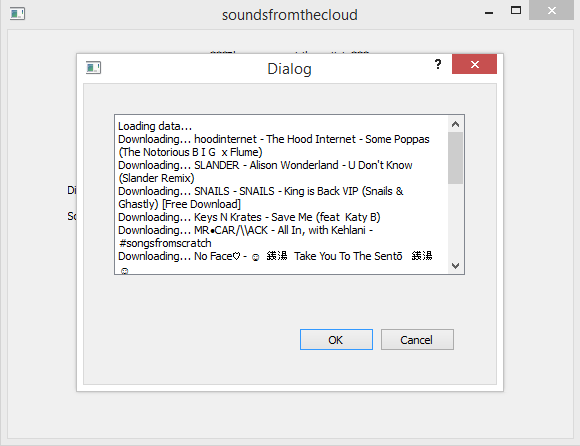 soundsfromthecloud
Dialog
?
Loading data...
Downloading... hoodinternet - The Hood Internet - Some Poppas
(The Notorious B I G  x Flume)
Downloading... SLANDER - Alison Wonderland - U Don't Know
(Slander Remix)
Downloading... SNAILS - SNAILS - King is Back VIP (Snails &
Ghastly) [Free Download]
Downloading... Keys N Krates - Save Me (feat  Katy B)
Downloading... MR•CAR/\\ACK - All In, with Kehlani -
#songsfromscratch
Downloading... No Face♡ - ☺ 銭湯 Take You To The Sentō 銭湯
☺
Di
So
OK
Cancel